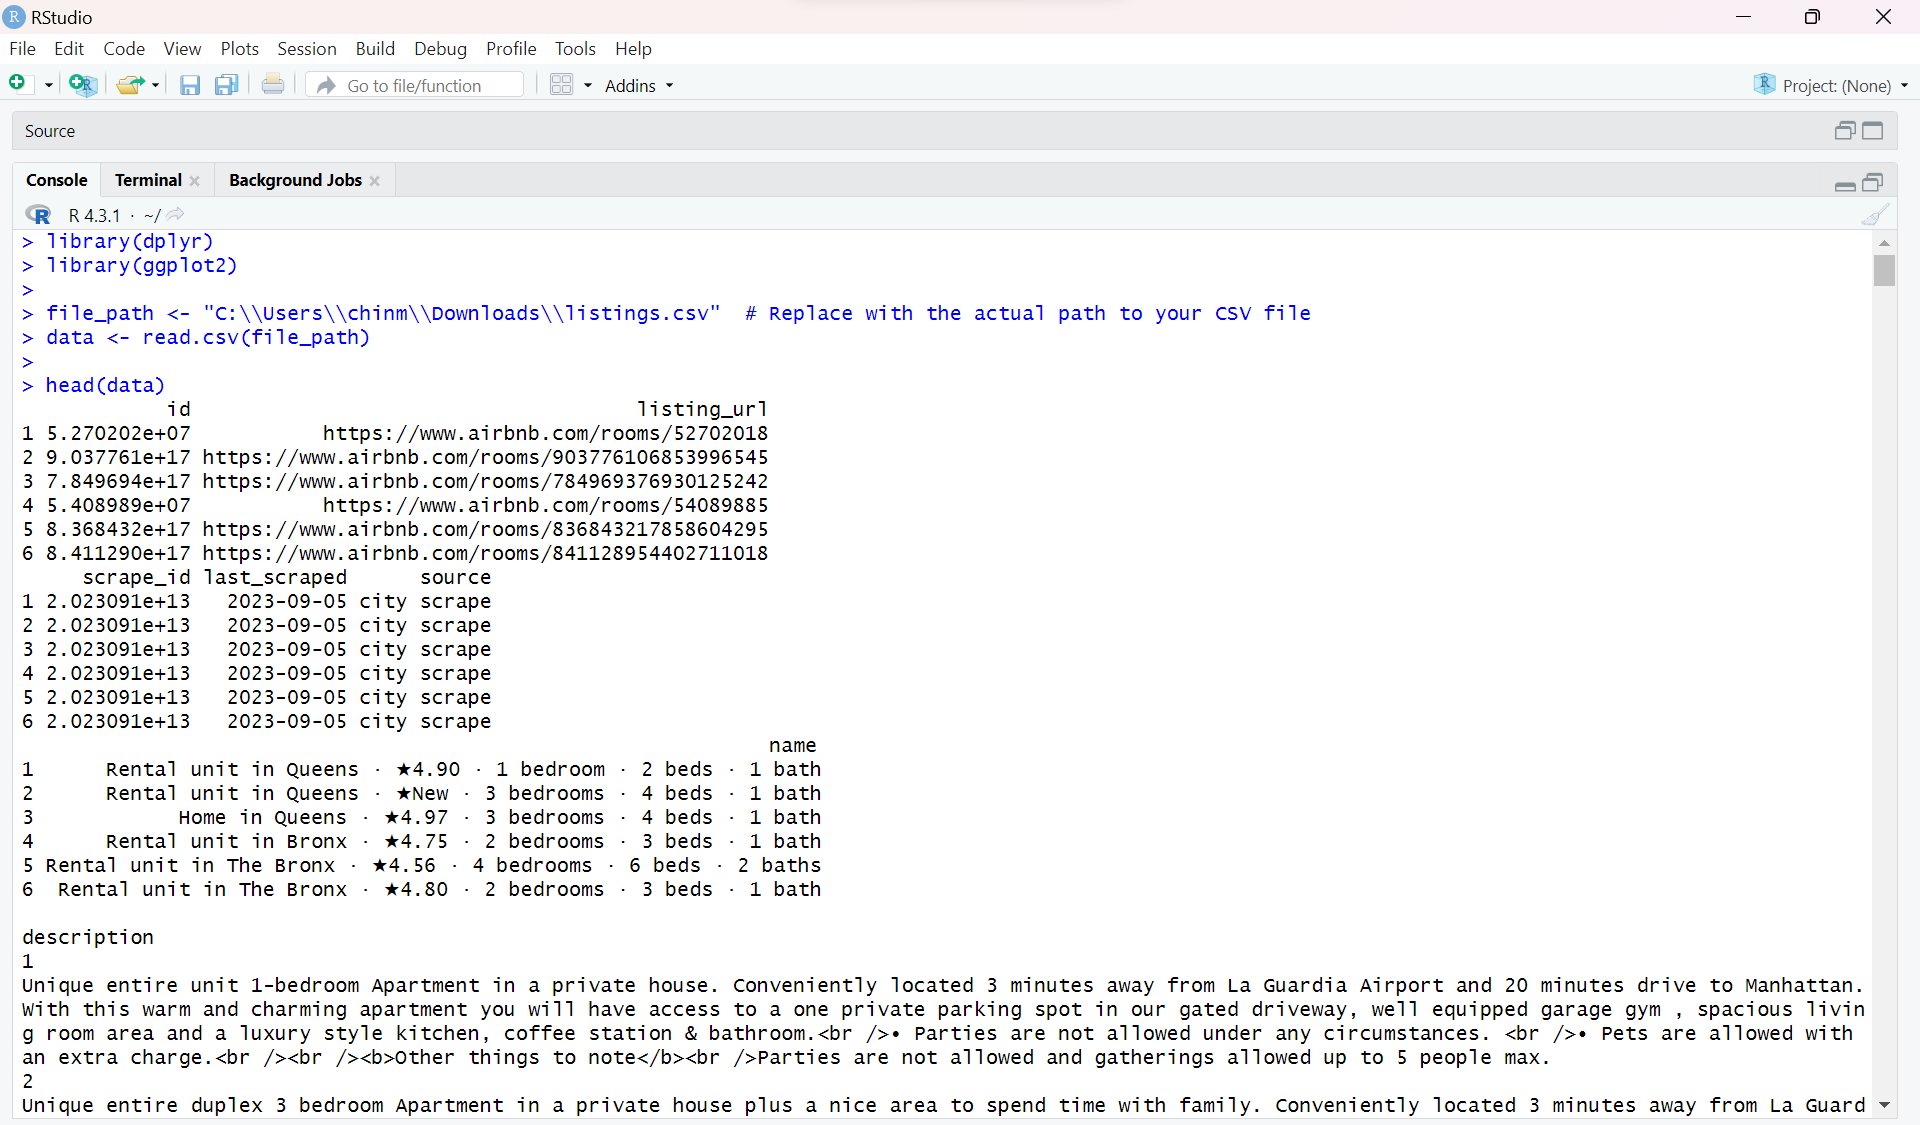 RStudio
File Edit Code View Plots Session Build Debug Profile Tools Help
Go to file/function Addins Project: (None)
Source
Console Terminal Background Jobs
R 4.3.1 · ~/
> library(dplyr)
> library(ggplot2)
>
> file_path <- "C:\\Users\\chinm\\Downloads\\listings.csv"  # Replace with the actual path to your CSV file
> data <- read.csv(file_path)
>
> head(data)
            id                                     listing_url
1 5.270202e+07           https://www.airbnb.com/rooms/52702018
2 9.037761e+17 https://www.airbnb.com/rooms/903776106853996545
3 7.849694e+17 https://www.airbnb.com/rooms/784969376930125242
4 5.408989e+07           https://www.airbnb.com/rooms/54089885
5 8.368432e+17 https://www.airbnb.com/rooms/836843217858604295
6 8.411290e+17 https://www.airbnb.com/rooms/841128954402711018
     scrape_id last_scraped      source
1 2.023091e+13   2023-09-05 city scrape
2 2.023091e+13   2023-09-05 city scrape
3 2.023091e+13   2023-09-05 city scrape
4 2.023091e+13   2023-09-05 city scrape
5 2.023091e+13   2023-09-05 city scrape
6 2.023091e+13   2023-09-05 city scrape
                                                              name
1      Rental unit in Queens · ★4.90 · 1 bedroom · 2 beds · 1 bath
2      Rental unit in Queens · ★New · 3 bedrooms · 4 beds · 1 bath
3            Home in Queens · ★4.97 · 3 bedrooms · 4 beds · 1 bath
4      Rental unit in Bronx · ★4.75 · 2 bedrooms · 3 beds · 1 bath
5 Rental unit in The Bronx · ★4.56 · 4 bedrooms · 6 beds · 2 baths
6  Rental unit in The Bronx · ★4.80 · 2 bedrooms · 3 beds · 1 bath
description
1
Unique entire unit 1-bedroom Apartment in a private house. Conveniently located 3 minutes away from La Guardia Airport and 20 minutes drive to Manhattan.
With this warm and charming apartment you will have access to a one private parking spot in our gated driveway, well equipped garage gym , spacious livin
g room area and a luxury style kitchen, coffee station & bathroom.<br />• Parties are not allowed under any circumstances. <br />• Pets are allowed with
an extra charge.<br /><br /><b>Other things to note</b><br />Parties are not allowed and gatherings allowed up to 5 people max.
2
Unique entire duplex 3 bedroom Apartment in a private house plus a nice area to spend time with family. Conveniently located 3 minutes away from La Guard